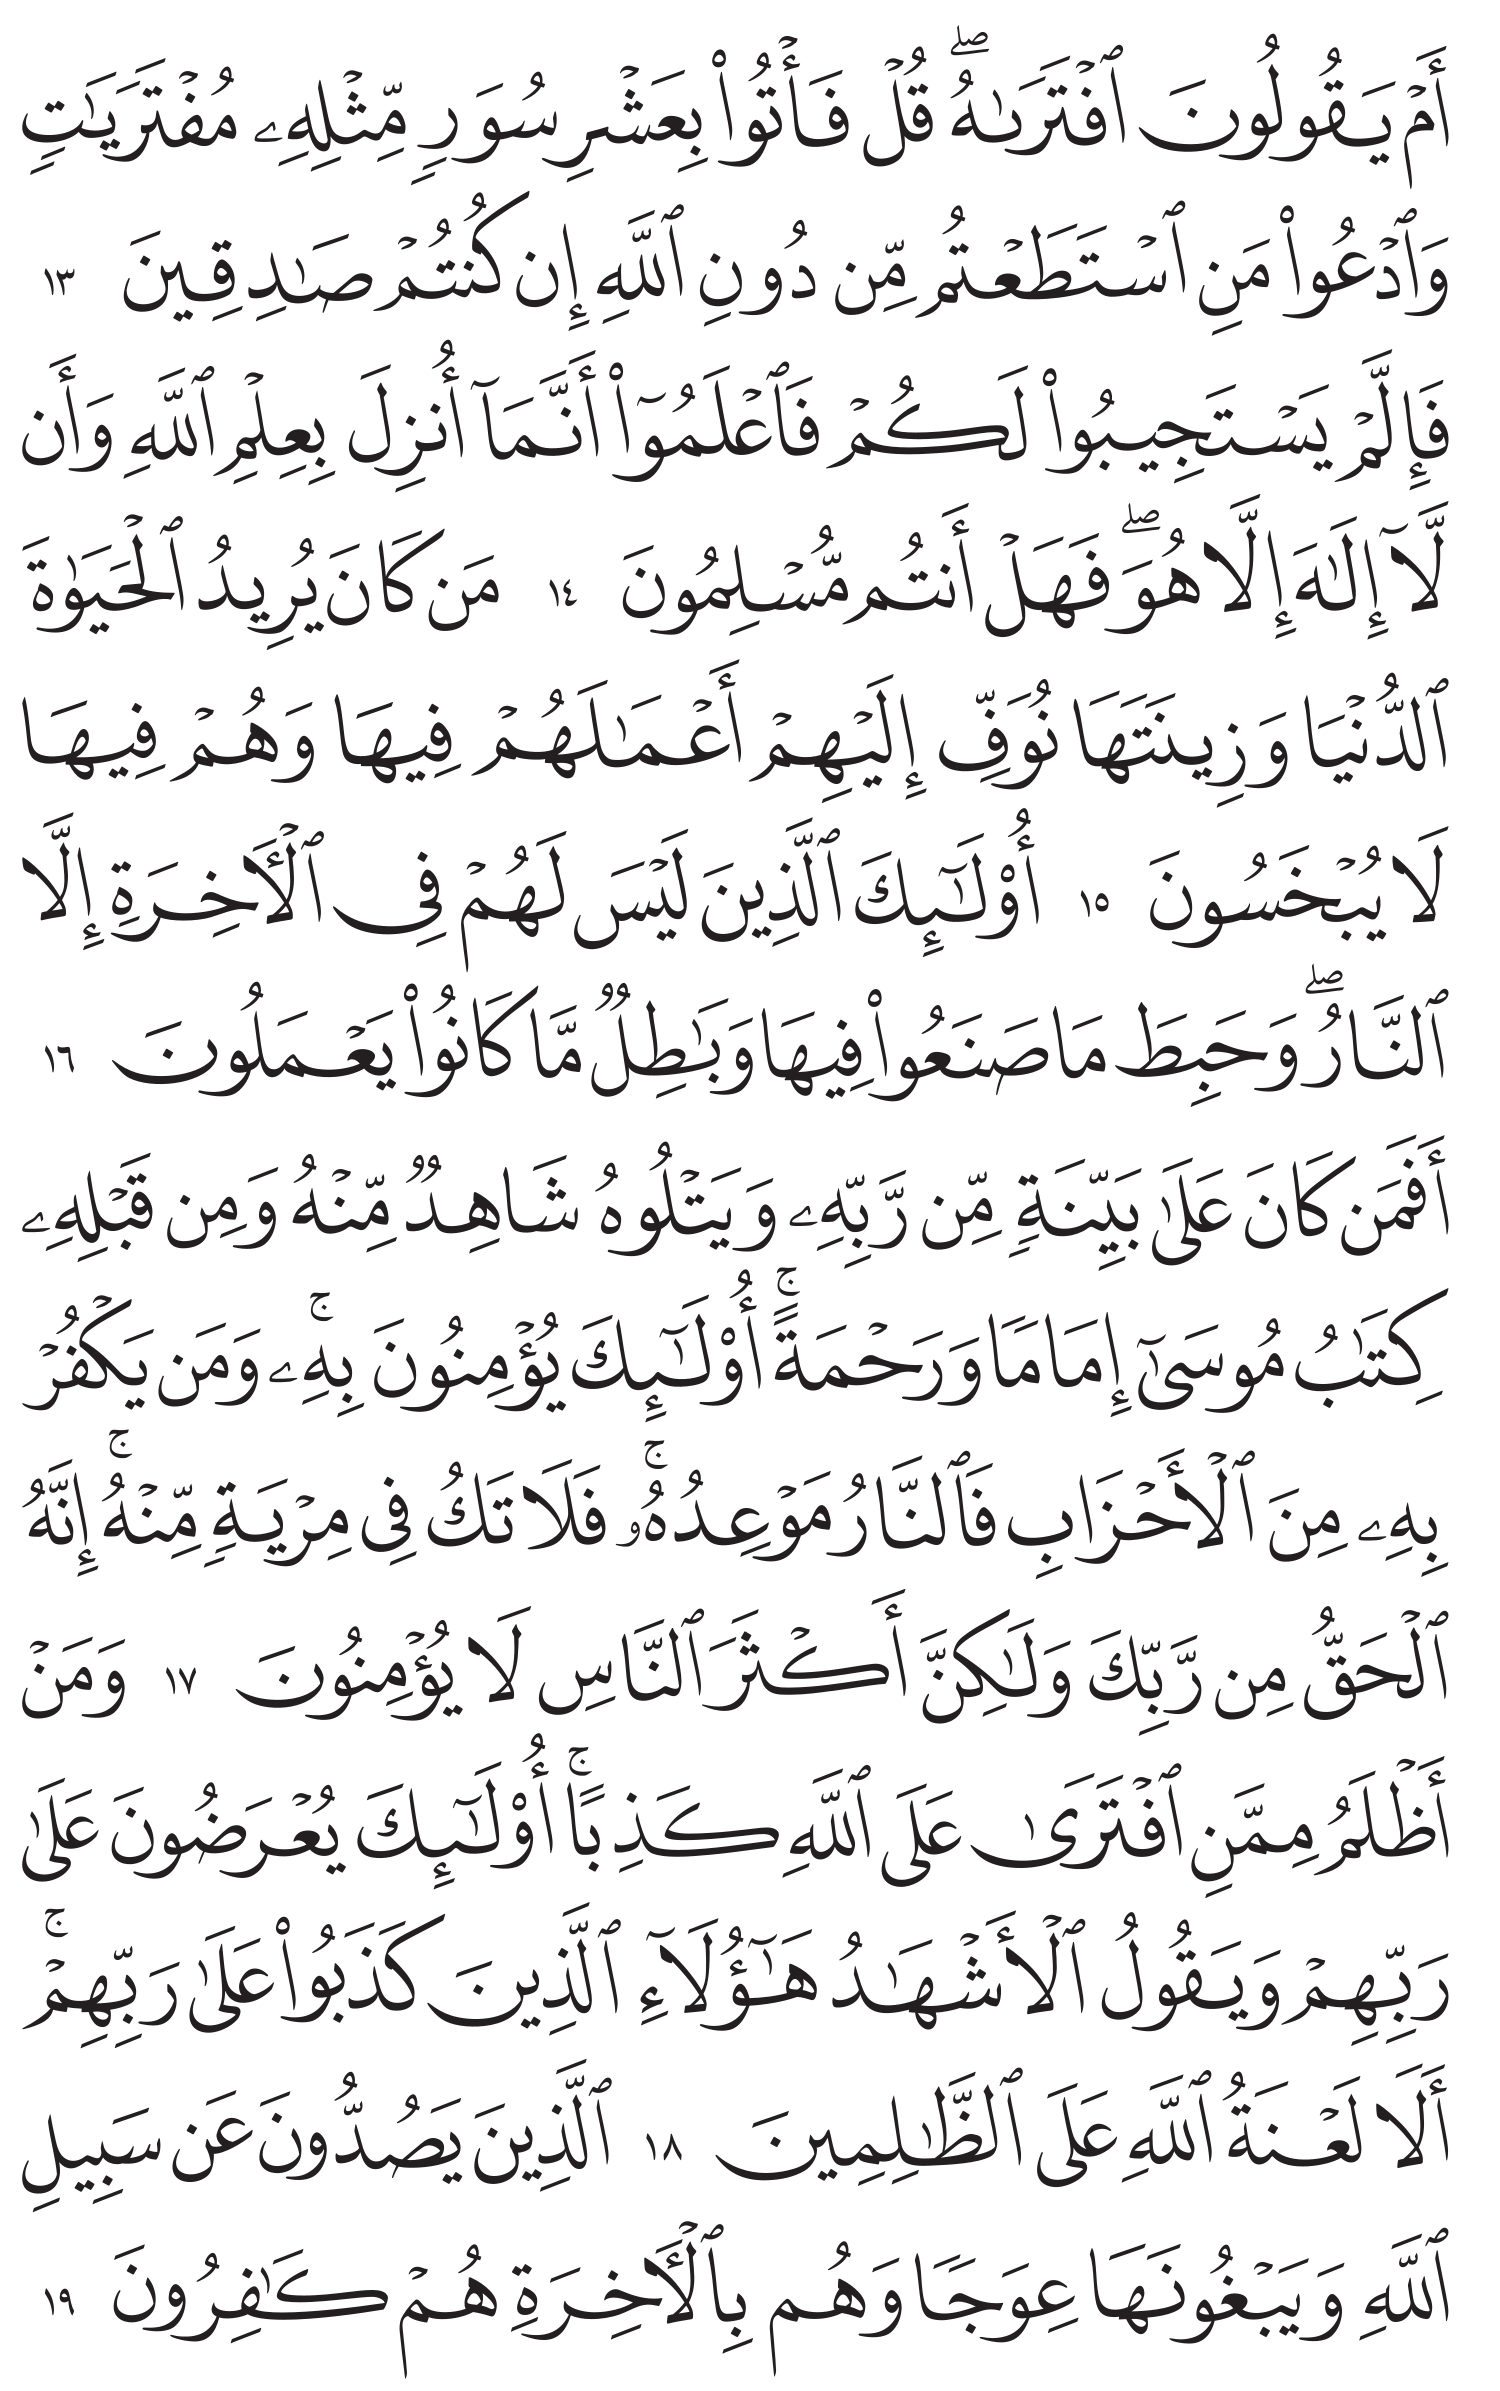 أَمۡ يَقُولُونَ ٱفۡتَرَىٰهُۖ قُلۡ فَأۡتُواْ بِعَشۡرِ سُوَرٖ مِّثۡلِهِۦ مُفۡتَرَيَٰتٖ
وَٱدۡعُواْ مَنِ ٱسۡتَطَعۡتُم مِّن دُونِ ٱللَّهِ إِن كُنتُمۡ صَٰدِقِينَ ١٣
فَإِلَّمۡ يَسۡتَجِيبُواْ لَكُمۡ فَٱعۡلَمُوٓاْ أَنَّمَآ أُنزِلَ بِعِلۡمِ ٱللَّهِ وَأَن
لَّآ إِلَٰهَ إِلَّا هُوَۖ فَهَلۡ أَنتُم مُّسۡلِمُونَ ١٤ مَن كَانَ يُرِيدُ ٱلۡحَيَوٰةَ
ٱلدُّنۡيَا وَزِينَتَهَا نُوَفِّ إِلَيۡهِمۡ أَعۡمَٰلَهُمۡ فِيهَا وَهُمۡ فِيهَا
لَا يُبۡخَسُونَ ١٥ أُوْلَٰٓئِكَ ٱلَّذِينَ لَيۡسَ لَهُمۡ فِي ٱلۡأٓخِرَةِ إِلَّا
ٱلنَّارُۖ وَحَبِطَ مَا صَنَعُواْ فِيهَا وَبَٰطِلٞ مَّا كَانُواْ يَعۡمَلُونَ ١٦
أَفَمَن كَانَ عَلَىٰ بَيِّنَةٖ مِّن رَّبِّهِۦ وَيَتۡلُوهُ شَاهِدٞ مِّنۡهُ وَمِن قَبۡلِهِۦ
كِتَٰبُ مُوسَىٰٓ إِمَامٗا وَرَحۡمَةًۚ أُوْلَٰٓئِكَ يُؤۡمِنُونَ بِهِۦۚ وَمَن يَكۡفُرۡ
بِهِۦ مِنَ ٱلۡأَحۡزَابِ فَٱلنَّارُ مَوۡعِدُهُۥۚ فَلَا تَكُ فِي مِرۡيَةٖ مِّنۡهُۚ إِنَّهُ
ٱلۡحَقُّ مِن رَّبِّكَ وَلَٰكِنَّ أَكۡثَرَ ٱلنَّاسِ لَا يُؤۡمِنُونَ ١٧ وَمَنۡ
أَظۡلَمُ مِمَّنِ ٱفۡتَرَىٰ عَلَى ٱللَّهِ كَذِبًاۚ أُوْلَٰٓئِكَ يُعۡرَضُونَ عَلَىٰ
رَبِّهِمۡ وَيَقُولُ ٱلۡأَشۡهَٰدُ هَٰٓؤُلَآءِ ٱلَّذِينَ كَذَبُواْ عَلَىٰ رَبِّهِمۡۚ
أَلَا لَعۡنَةُ ٱللَّهِ عَلَى ٱلظَّٰلِمِينَ ١٨ ٱلَّذِينَ يَصُدُّونَ عَن سَبِيلِ
ٱللَّهِ وَيَبۡغُونَهَا عِوَجٗا وَهُم بِٱلۡأٓخِرَةِ هُمۡ كَٰفِرُونَ ١٩